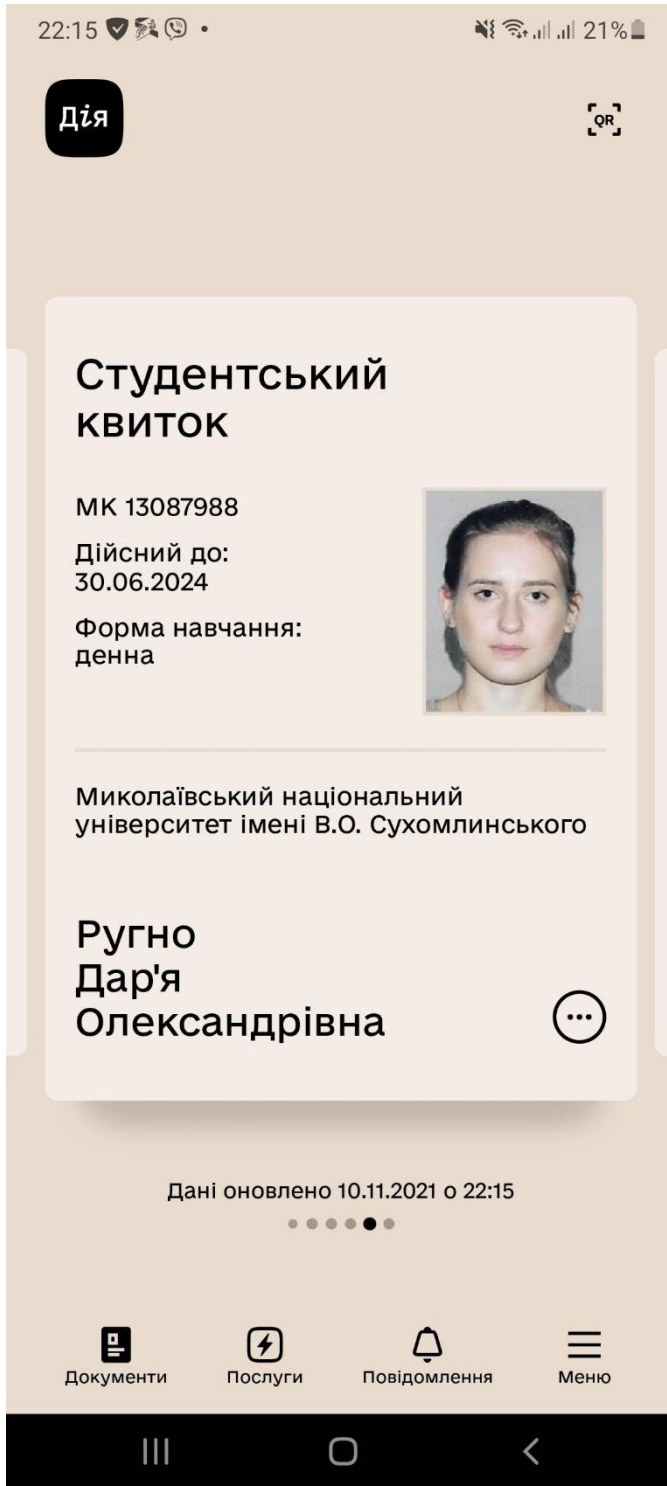 22:15
21%
Дія
QR
Студентський
квиток
МК 13087988
Дійсний до:
30.06.2024
Форма навчання:
денна
Миколаївський національний
університет імені В.О. Сухомлинського
Ругно
Дар'я
Олександрівна
Дані оновлено 10.11.2021 о 22:15
Документи
Послуги
Повідомлення
Меню